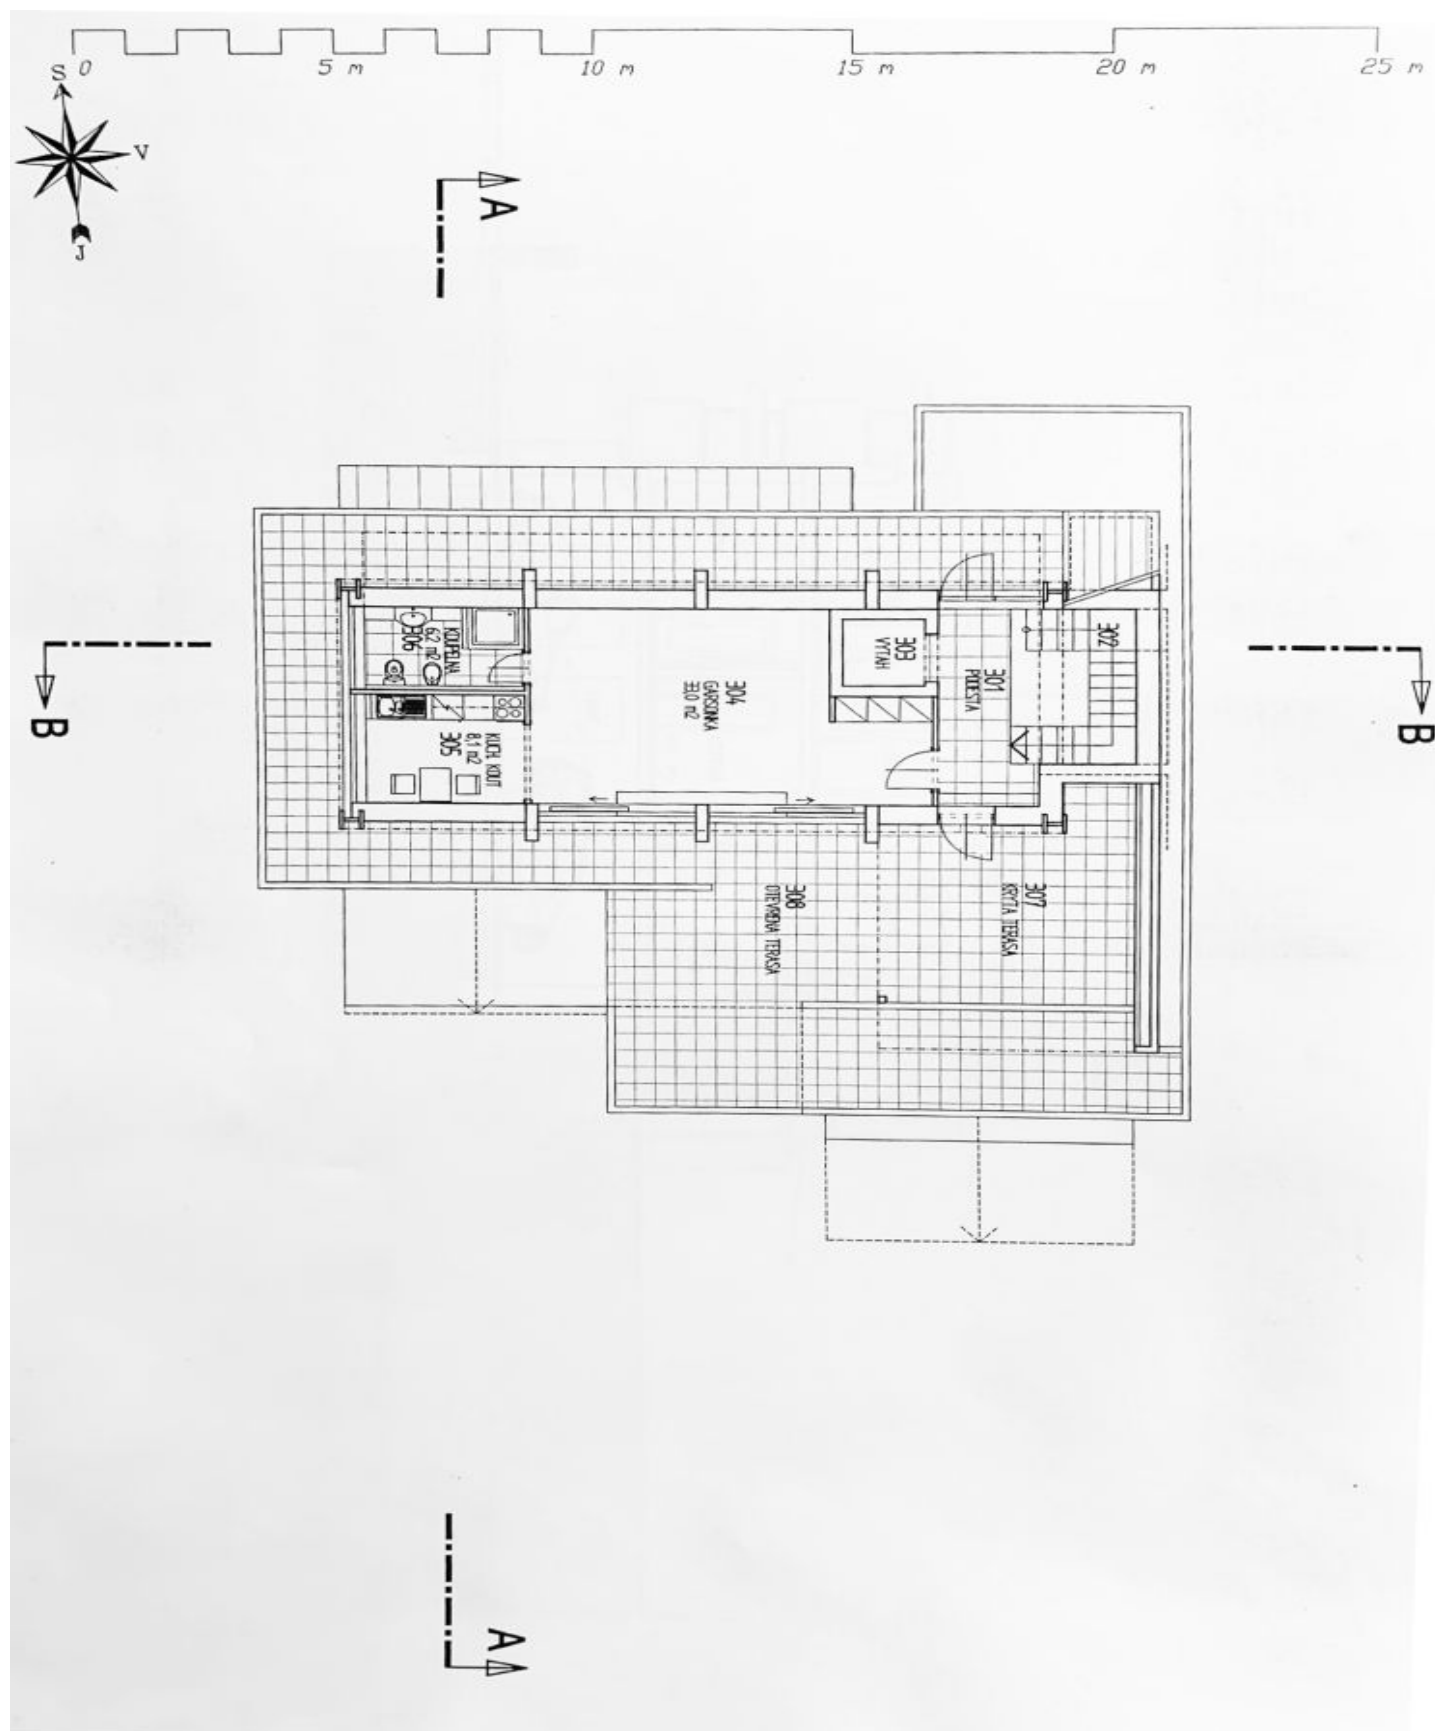 0 5 m 10 m 15 m 20 m 25 m
S
V
J
A
B
B
A
301
PODESTA
302
303
VÝTAH
304
GARSONKA
33,0 m2
KUCH. KOUT
8,1 m2
305
KOUPELNA
6,2 m2
306
307
KRYTÁ TERASA
308
OTEVŘENÁ TERASA